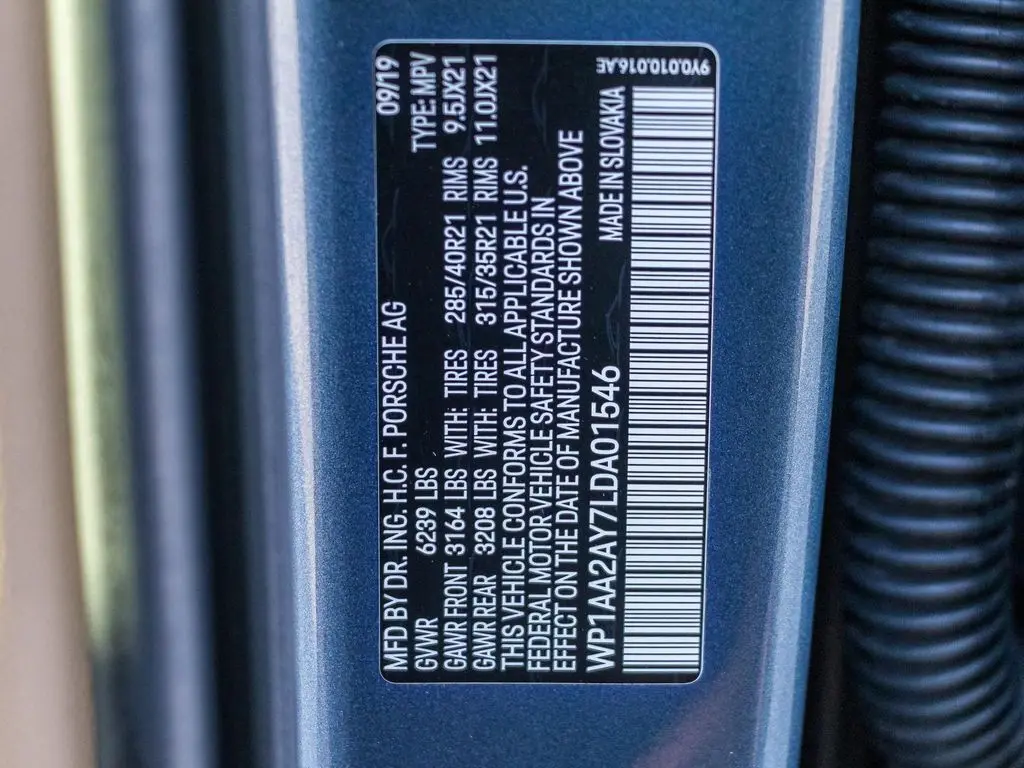 MFD BY DR. ING. H.C. F. PORSCHE AG 09/19
GVWR 6239 LBS TYPE: MPV
GAWR FRONT 3164 LBS WITH: TIRES 285/40R21 RIMS 9.5JX21
GAWR REAR 3208 LBS WITH: TIRES 315/35R21 RIMS 11.0JX21
THIS VEHICLE CONFORMS TO ALL APPLICABLE U.S.
FEDERAL MOTOR VEHICLE SAFETY STANDARDS IN
EFFECT ON THE DATE OF MANUFACTURE SHOWN ABOVE
WP1AA2AY7LDA01546 MADE IN SLOVAKIA
9Y0.010.016.AE